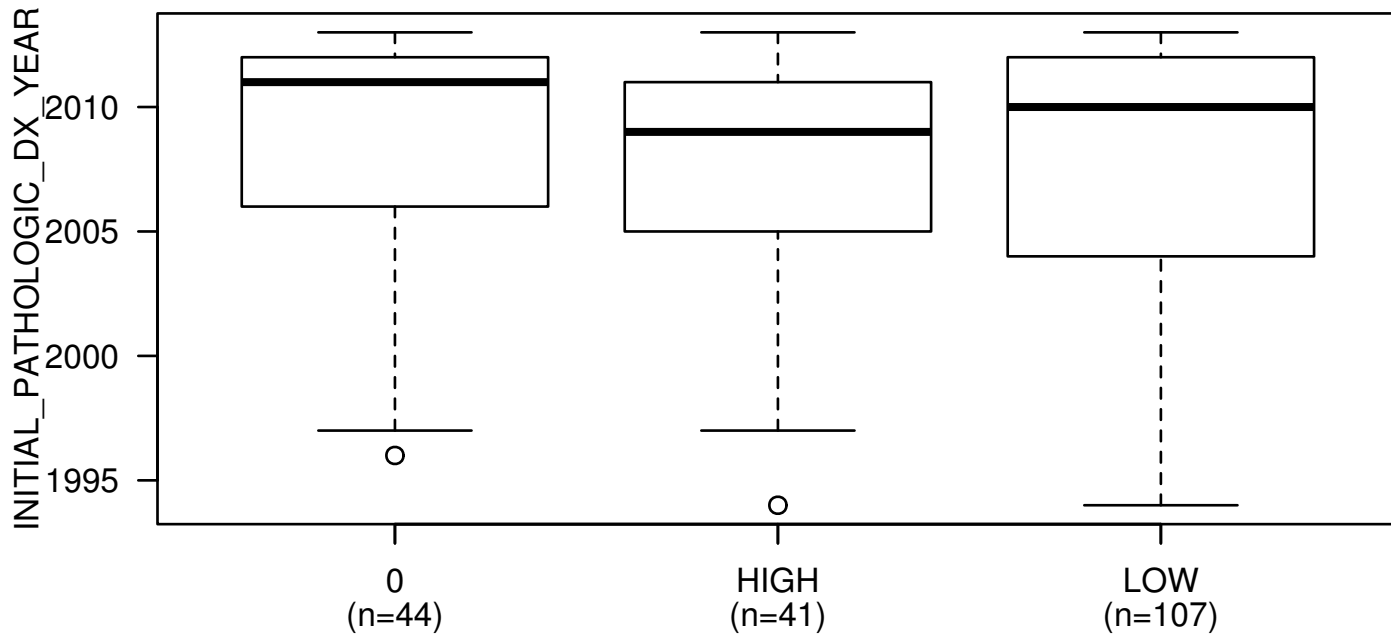 INITIAL_PATHOLOGIC_DX_YEAR
2010
2005
2000
1995
0
(n=44)
HIGH
(n=41)
LOW
(n=107)